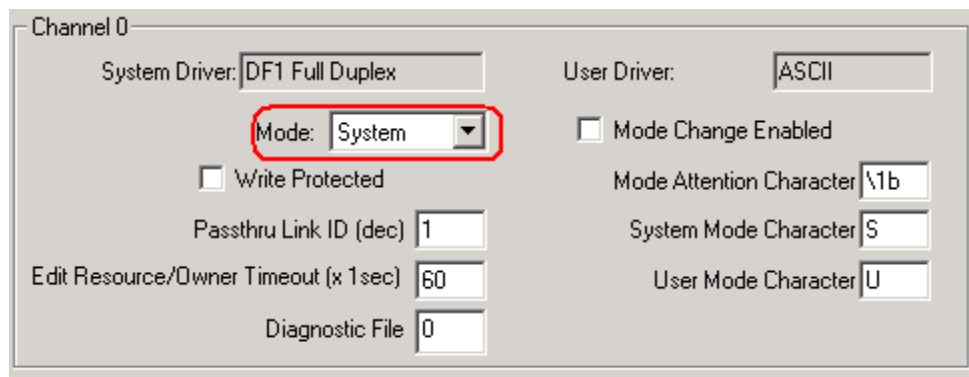 Channel 0
System Driver: DF1 Full Duplex User Driver: ASCII
Mode: System Mode Change Enabled
Write Protected Mode Attention Character \1b
Passthru Link ID (dec) 1 System Mode Character S
Edit Resource/Owner Timeout (x 1sec) 60 User Mode Character U
Diagnostic File 0